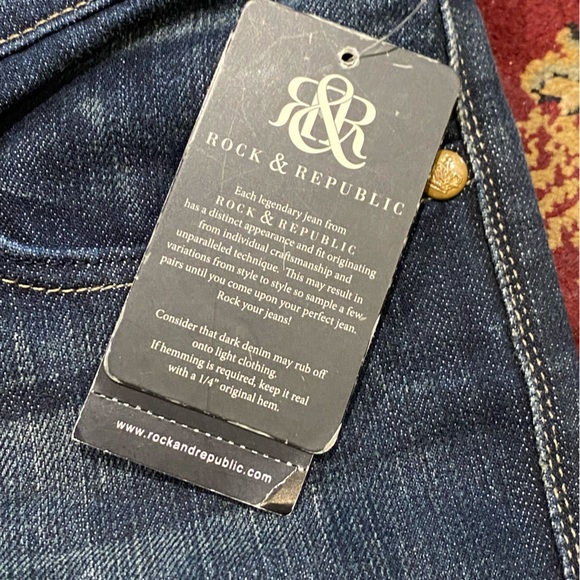 R&R
ROCK & REPUBLIC
Each legendary jean from
ROCK & REPUBLIC
has a distinct appearance and fit originating
from individual craftsmanship and
unparalleled technique. This may result in
variations from style to style so sample a few
pairs until you come upon your perfect jean.
Rock your jeans!
Consider that dark denim may rub off
onto light clothing.
If hemming is required, keep it real
with a 1/4" original hem.
www.rockandrepublic.com